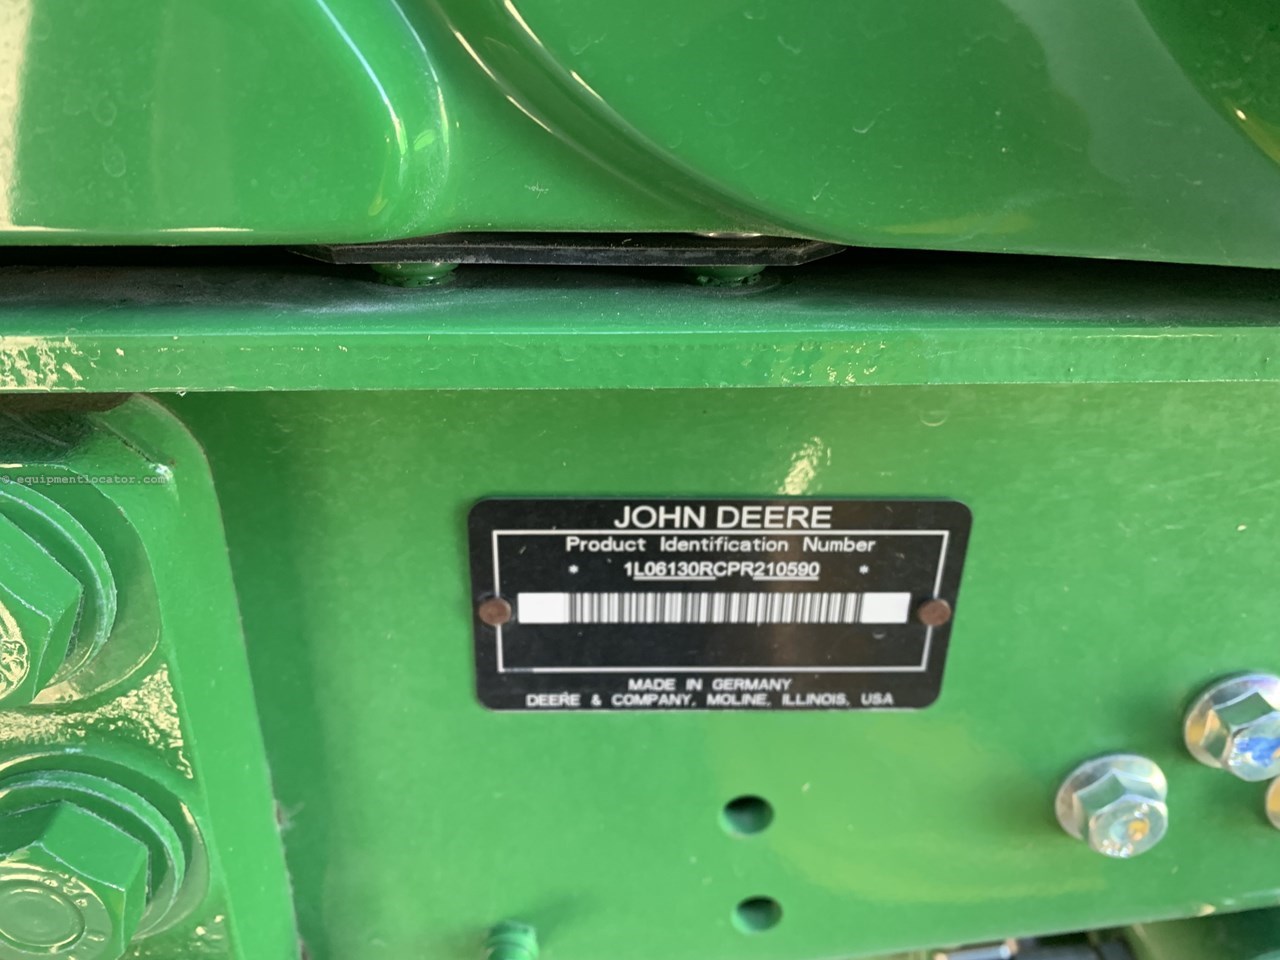 © equipmentlocator.com
JOHN DEERE
Product Identification Number
* 1L06130RCPR210590 *
MADE IN GERMANY
DEERE & COMPANY, MOLINE, ILLINOIS, USA